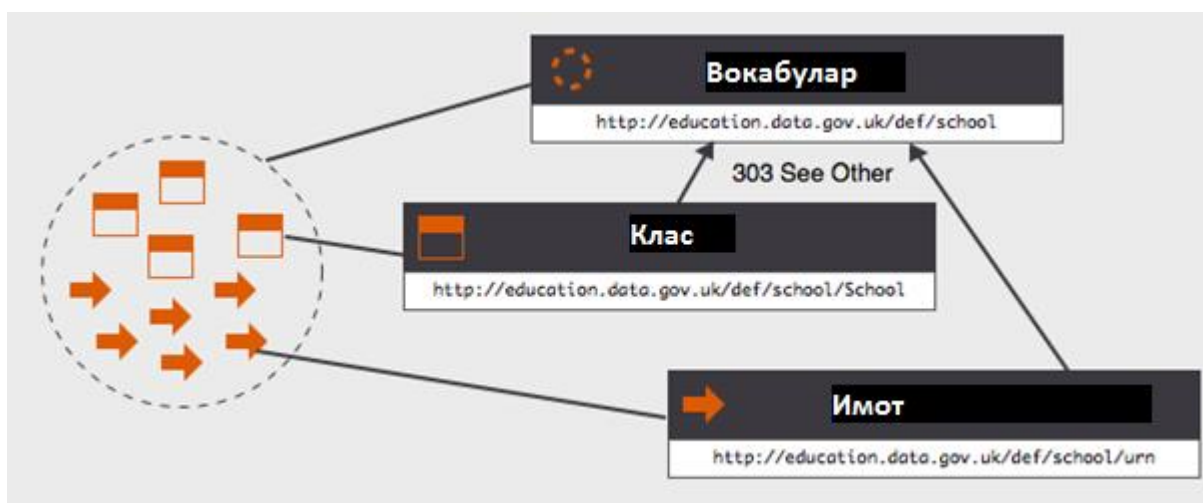 Вокабулар
http://education.data.gov.uk/def/school
303 See Other
Клас
http://education.data.gov.uk/def/school/School
Имот
http://education.data.gov.uk/def/school/urn